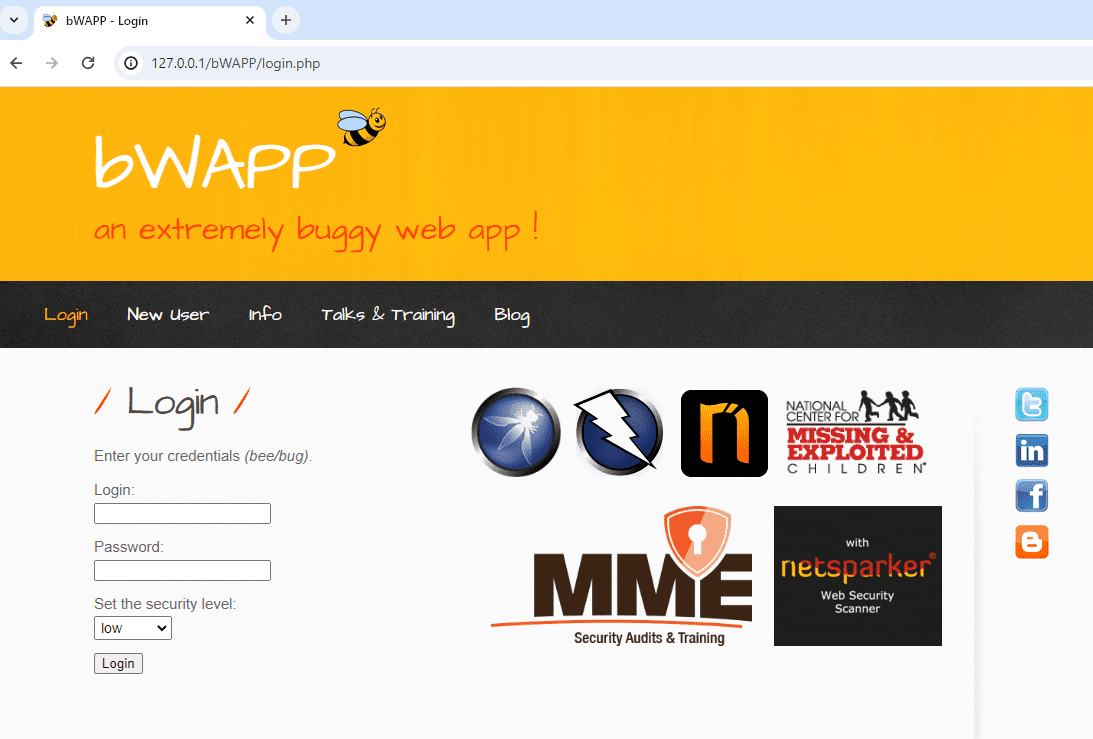 bWAPP - Login
127.0.0.1/bWAPP/login.php
bWAPP
an extremely buggy web app !
Login New User Info Talks & Training Blog
/ Login /
Enter your credentials (bee/bug).
Login:
Password:
Set the security level:
low
Login
n
NATIONAL
CENTER FOR
MISSING &
EXPLOITED
CHILDREN®
MME
Security Audits & Training
with
netsparker®
Web Security
Scanner
t
in
f
B